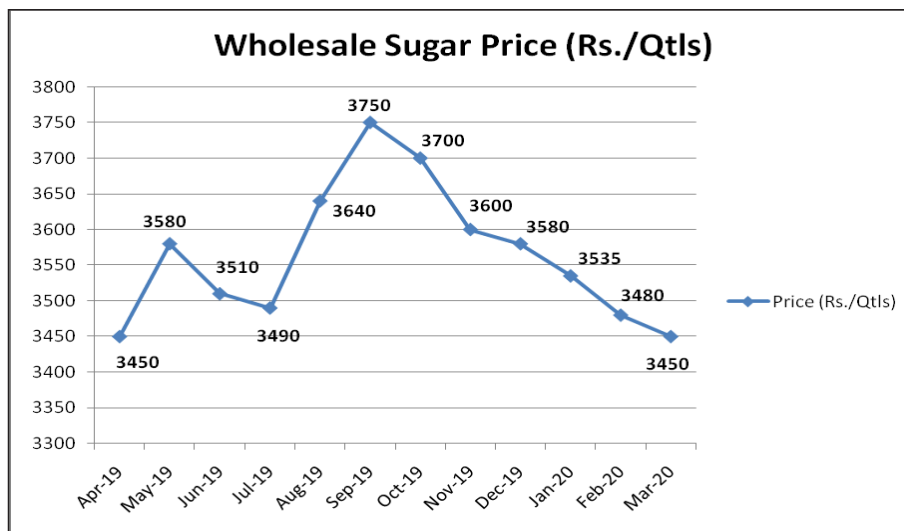 Wholesale Sugar Price (Rs./Qtls)
3800
3750
3700
3650
3600
3550
3500
3450
3400
3350
3300
3450
3580
3510
3490
3640
3750
3700
3600
3580
3535
3480
3450
Apr-19
May-19
Jun-19
Jul-19
Aug-19
Sep-19
Oct-19
Nov-19
Dec-19
Jan-20
Feb-20
Mar-20
Price (Rs./Qtls)